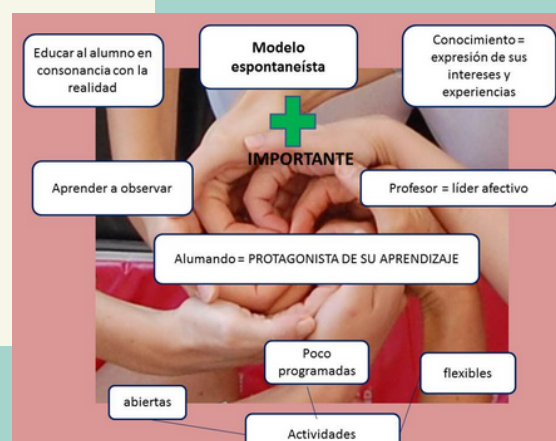 Educar al alumno en
consonancia con la
realidad
Modelo
espontaneísta
Conocimiento =
expresión de sus
intereses y
experiencias
IMPORTANTE
Aprender a observar
Profesor = líder afectivo
Alumando = PROTAGONISTA DE SU APRENDIZAJE
Poco
programadas
flexibles
abiertas
Actividades